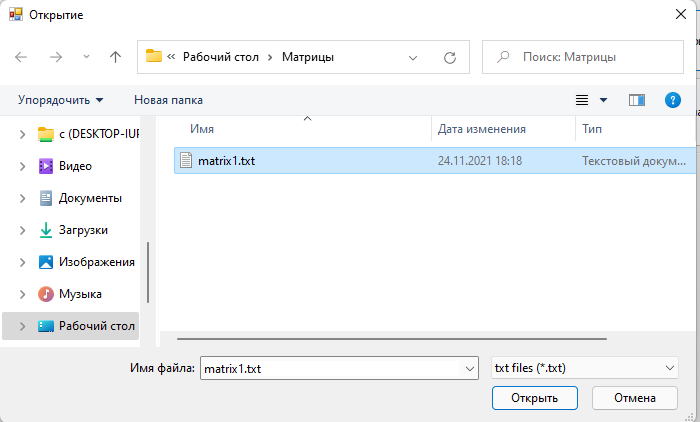 Открытие
« Рабочий стол > Матрицы
Поиск: Матрицы
Упорядочить
Новая папка
?
Имя
Дата изменения
Тип
c (DESKTOP-IUF
matrix1.txt
24.11.2021 18:18
Текстовый докум...
Видео
Документы
Загрузки
Изображения
Музыка
Рабочий стол
Имя файла:
matrix1.txt
txt files (*.txt)
Открыть
Отмена